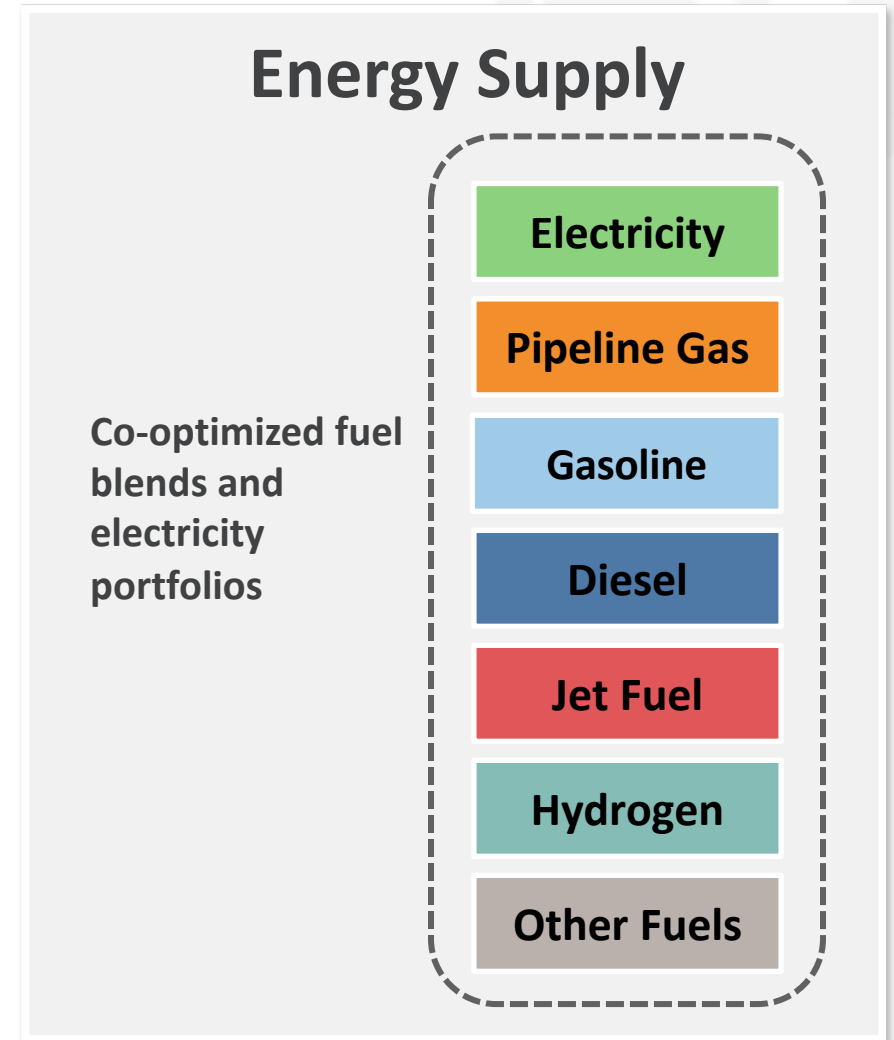 Energy Supply
Co-optimized fuel
blends and
electricity
portfolios
Electricity
Pipeline Gas
Gasoline
Diesel
Jet Fuel
Hydrogen
Other Fuels